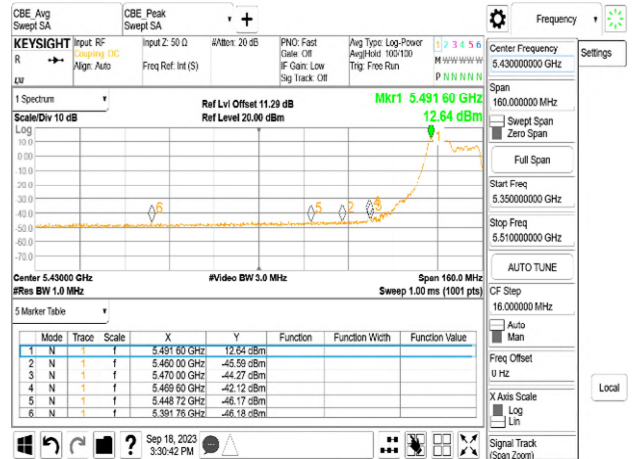 CBE_Avg
Swept SA
CBE_Peak
Swept SA
+
Frequency
KEYSIGHT
Input: RF
Input Z: 50 Ω
#Atten: 20 dB
PNO: Fast
Avg Type: Log-Power
1 2 3 4 5 6
R
Coupling: DC
Gate: Off
Avg|Hold: 100/100
M W W W W W
Align: Auto
Freq Ref: Int (S)
IF Gain: Low
Trig: Free Run
Sig Track: Off
P N N N N N
Center Frequency
5.430000000 GHz
Settings
Span
160.000000 MHz
Swept Span
Zero Span
Full Span
Start Freq
5.350000000 GHz
Stop Freq
5.510000000 GHz
AUTO TUNE
CF Step
16.000000 MHz
Auto
Man
Freq Offset
0 Hz
X Axis Scale
Log
Lin
Signal Track
(Span Zoom)
Local
1 Spectrum
Ref Lvl Offset 11.29 dB
Mkr1 5.491 60 GHz
Scale/Div 10 dB
Ref Level 20.00 dBm
12.64 dBm
Log
10.0
0.00
-10.0
-20.0
-30.0
-40.0
-50.0
-60.0
-70.0
1
6
5
2
Center 5.43000 GHz
#Video BW 3.0 MHz
Span 160.0 MHz
#Res BW 1.0 MHz
Sweep 1.00 ms (1001 pts)
5 Marker Table
Mode Trace Scale X Y Function Function Width Function Value
1 N 1 f 5.491 60 GHz 12.64 dBm
2 N 1 f 5.460 00 GHz -45.59 dBm
3 N 1 f 5.470 00 GHz -44.27 dBm
4 N 1 f 5.469 60 GHz -42.12 dBm
5 N 1 f 5.448 72 GHz -46.17 dBm
6 N 1 f 5.391 76 GHz -46.18 dBm
?
Sep 18, 2023
3:30:42 PM